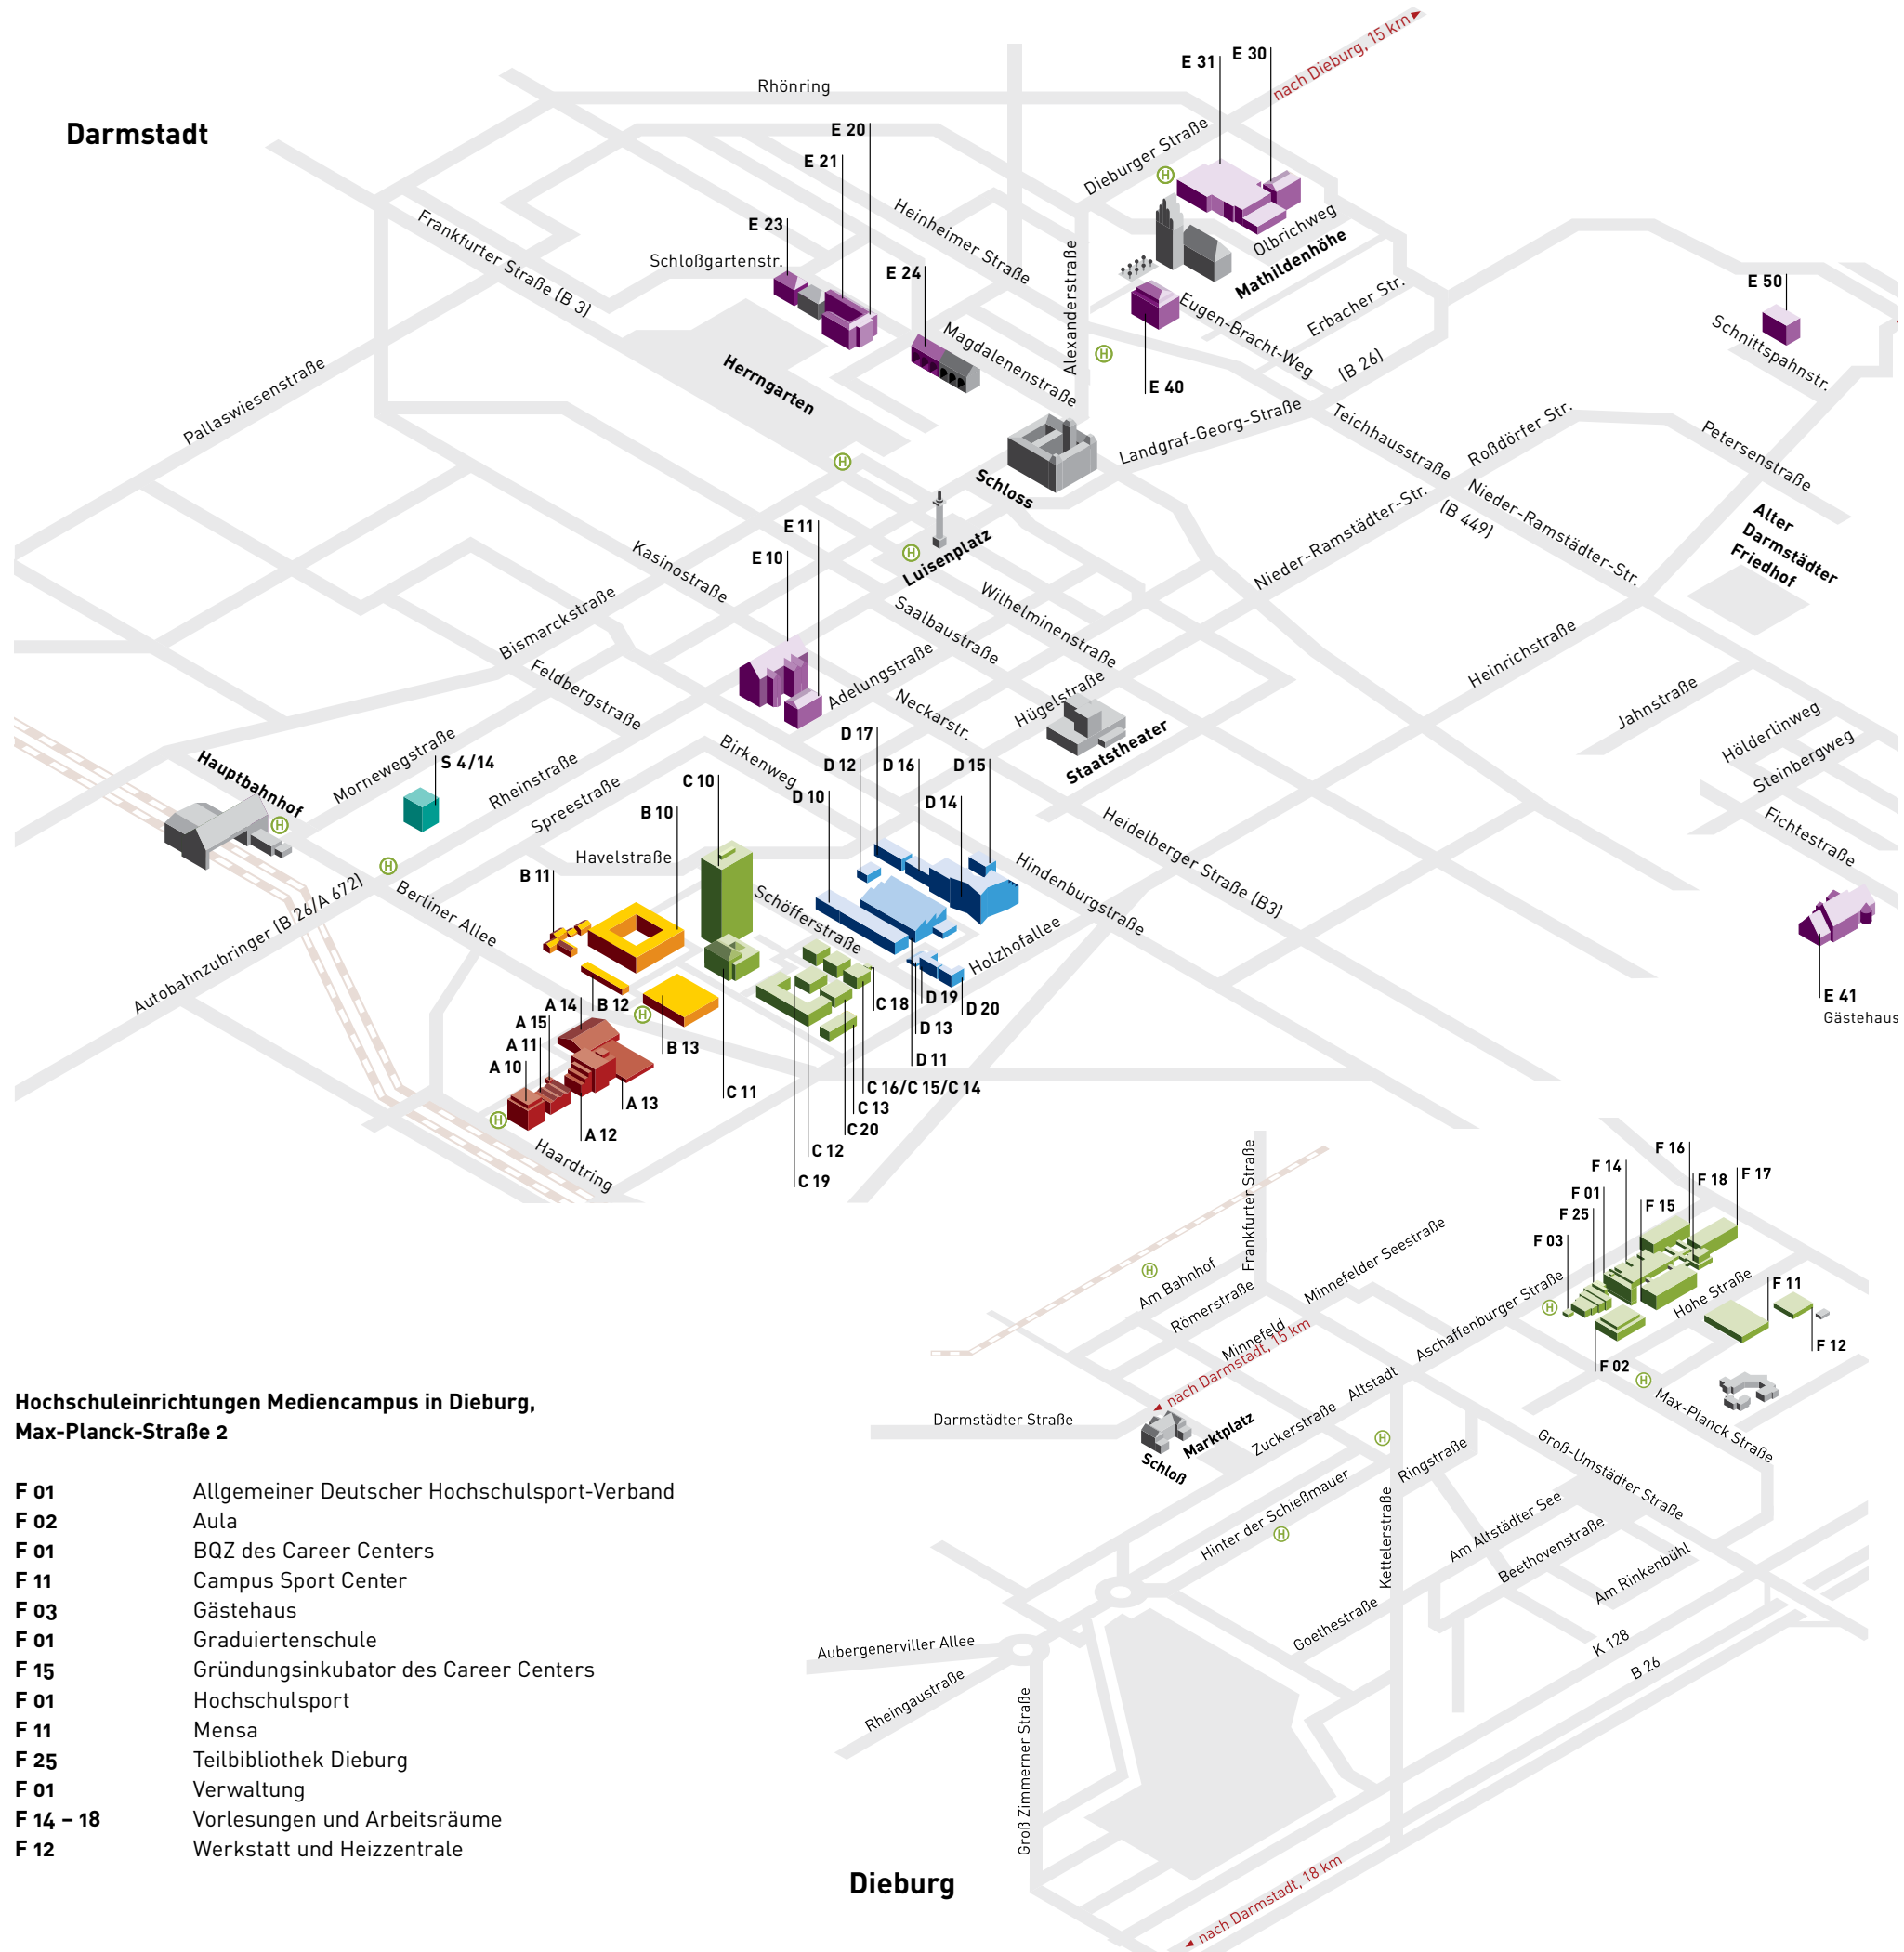 Darmstadt
nach Dieburg, 15 km
E 31
E 30
Rhönring
E 20
E 21
Dieburger Straße
E 23
Heinheimer Straße
Frankfurter Straße (B 3)
Schloßgartenstr.
E 24
Alexanderstraße
Olbrichweg
Mathildenhöhe
E 50
Eugen-Bracht-Weg
Erbacher Str.
Schnittspahnstr.
Magdalenenstraße
Herrngarten
E 40
(B 26)
Pallaswiesenstraße
Landgraf-Georg-Straße
Teichhausstraße
Roßdörfer Str.
Petersenstraße
Schloss
Nieder-Ramstädter-Str.
(B 449)
Nieder-Ramstädter-Str.
Alter
Darmstädter
Friedhof
E 11
E 10
Luisenplatz
Kasinostraße
Bismarckstraße
Saalbaustraße
Wilhelminenstraße
Heinrichstraße
Jahnstraße
Feldbergstraße
Adelungstraße
Neckarstr.
Hügelstraße
Staatstheater
Hölderlinweg
Steinbergweg
Fichtestraße
Hauptbahnhof
Mornewegstraße
S 4/14
Rheinstraße
Spreestraße
Birkenweg
D 17
D 12
D 16
D 15
C 10
D 10
D 14
B 10
Heidelberger Straße (B3)
Havelstraße
B 11
Schöfferstraße
Hindenburgstraße
Holzhofallee
Berliner Allee
Autobahnzubringer (B 26/A 672)
E 41
Gästehaus
A 14
B 12
C 18
D 19
D 20
A 15
D 13
A 11
B 13
D 11
A 10
C 11
C 16/C 15/C 14
A 13
C 13
A 12
C 20
C 12
C 19
Haardtring
Frankfurter Straße
F 16
F 14
F 18
F 17
F 01
F 15
F 25
F 03
Minnefelder Seestraße
Am Bahnhof
Römerstraße
Aschaffenburger Straße
Hohe Straße
F 11
Minnefeld
nach Darmstadt, 15 km
F 12
F 02
Altstadt
Max-Planck Straße
Darmstädter Straße
Marktplatz
Zuckerstraße
Schloß
Ringstraße
Groß-Umstädter Straße
Hinter der Schießmauer
Kettelerstraße
Am Altstädter See
Beethovenstraße
Am Rinkenbühl
Goethestraße
Aubergenerviller Allee
K 128
B 26
Rheingaustraße
Groß Zimmerner Straße
Dieburg
nach Darmstadt, 18 km
Hochschuleinrichtungen Mediencampus in Dieburg,
Max-Planck-Straße 2
F 01 Allgemeiner Deutscher Hochschulsport-Verband
F 02 Aula
F 01 BQZ des Career Centers
F 11 Campus Sport Center
F 03 Gästehaus
F 01 Graduiertenschule
F 15 Gründungsinkubator des Career Centers
F 01 Hochschulsport
F 11 Mensa
F 25 Teilbibliothek Dieburg
F 01 Verwaltung
F 14 – 18 Vorlesungen und Arbeitsräume
F 12 Werkstatt und Heizzentrale
H
H
H
H
H
H
H
H
H
H
H
H
H
H